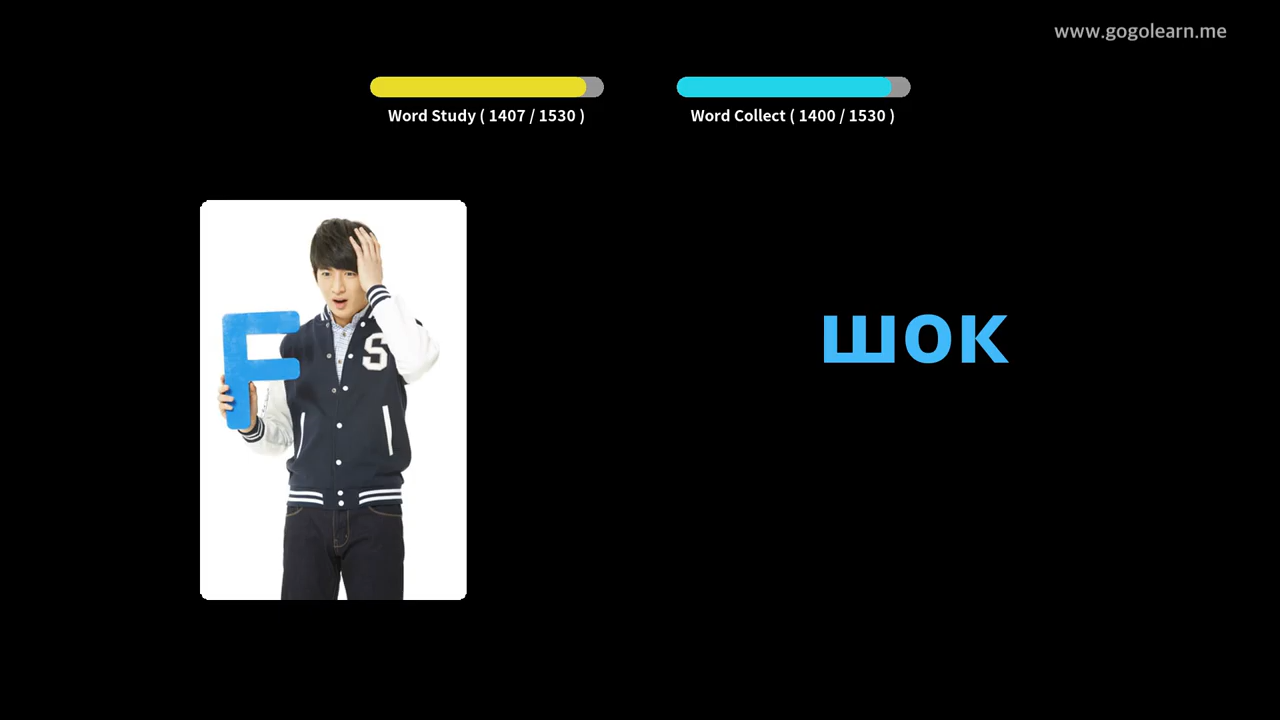 www.gogolearn.me
Word Study ( 1407 / 1530 )
Word Collect ( 1400 / 1530 )
F
S
шок